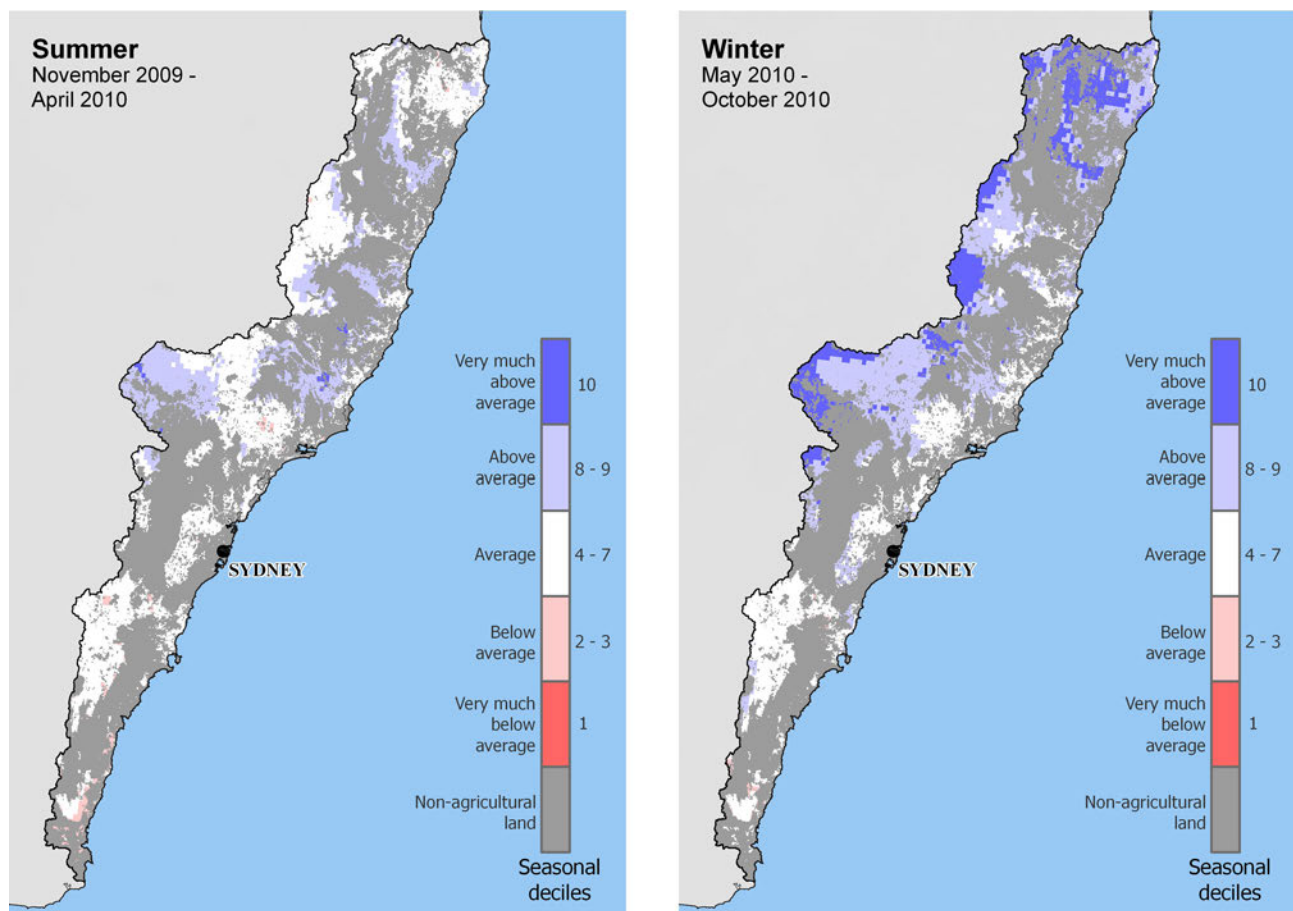 Summer
November 2009 -
April 2010
Very much
above
average
10
Above
average
8 - 9
Average
4 - 7
Below
average
2 - 3
Very much
below
average
1
Non-agricultural
land
Seasonal
deciles
SYDNEY
Winter
May 2010 -
October 2010
Very much
above
average
10
Above
average
8 - 9
Average
4 - 7
Below
average
2 - 3
Very much
below
average
1
Non-agricultural
land
Seasonal
deciles
SYDNEY